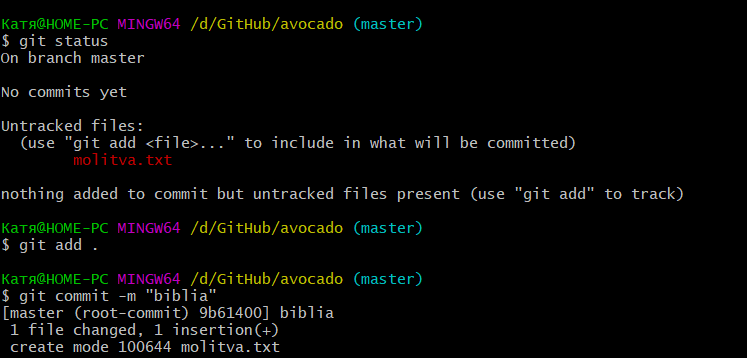 Катя@HOME-PC MINGW64 /d/GitHub/avocado (master)
$ git status
On branch master
No commits yet
Untracked files:
(use "git add <file>..." to include in what will be committed)
molitva.txt
nothing added to commit but untracked files present (use "git add" to track)
Катя@HOME-PC MINGW64 /d/GitHub/avocado (master)
$ git add .
Катя@HOME-PC MINGW64 /d/GitHub/avocado (master)
$ git commit -m "biblia"
[master (root-commit) 9b61400] biblia
1 file changed, 1 insertion(+)
create mode 100644 molitva.txt